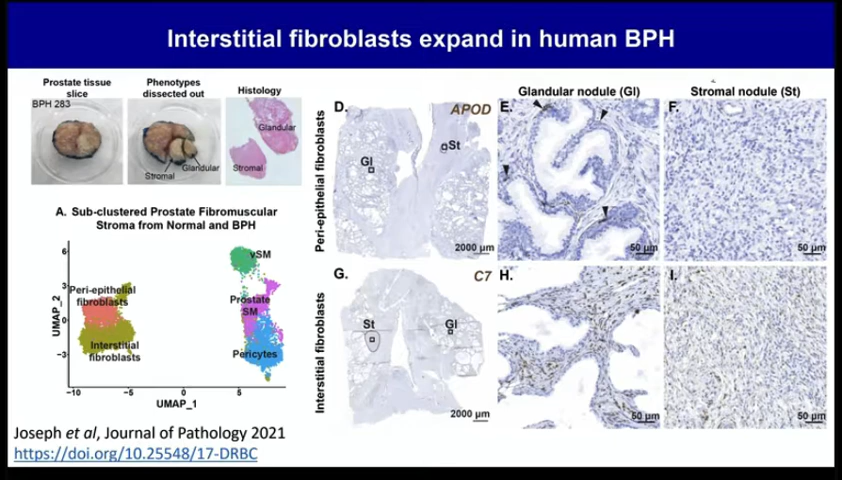 Interstitial fibroblasts expand in human BPH
Prostate tissue
slice
Phenotypes
dissected out
Histology
BPH 283
Stromal
Glandular
Glandular
Stromal
A. Sub-clustered Prostate Fibromuscular
Stroma from Normal and BPH
6
3
0
−3
UMAP_2
−10
−5
0
5
UMAP_1
vSM
Peri-epithelial
fibroblasts
Prostate
SM
Interstitial
fibroblasts
Pericytes
Glandular nodule (Gl)
Stromal nodule (St)
Peri-epithelial fibroblasts
D.
APOD
Gl
St
2000 µm
E.
50 µm
F.
50 µm
Interstitial fibroblasts
G.
C7
St
Gl
2000 µm
H.
50 µm
I.
50 µm
Joseph et al, Journal of Pathology 2021
https://doi.org/10.25548/17-DRBC